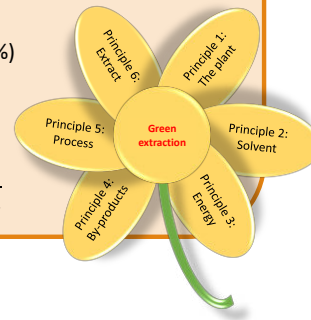 %)
Green
extraction
Principle 1:
The plant
Principle 2:
Solvent
Principle 3:
Energy
Principle 4:
By-products
Principle 5:
Process
Principle 6:
Extract